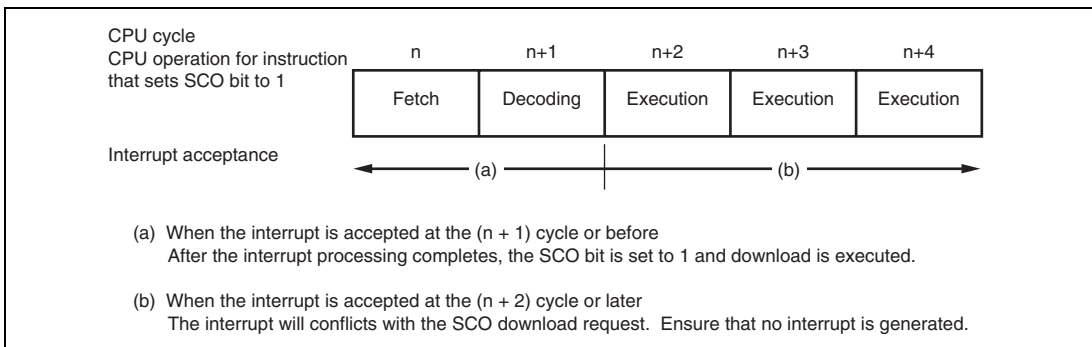 CPU cycle
CPU operation for instruction
that sets SCO bit to 1
n n+1 n+2 n+3 n+4
Fetch Decoding Execution Execution Execution
Interrupt acceptance
(a) (b)
(a) When the interrupt is accepted at the (n + 1) cycle or before
After the interrupt processing completes, the SCO bit is set to 1 and download is executed.
(b) When the interrupt is accepted at the (n + 2) cycle or later
The interrupt will conflicts with the SCO download request. Ensure that no interrupt is generated.